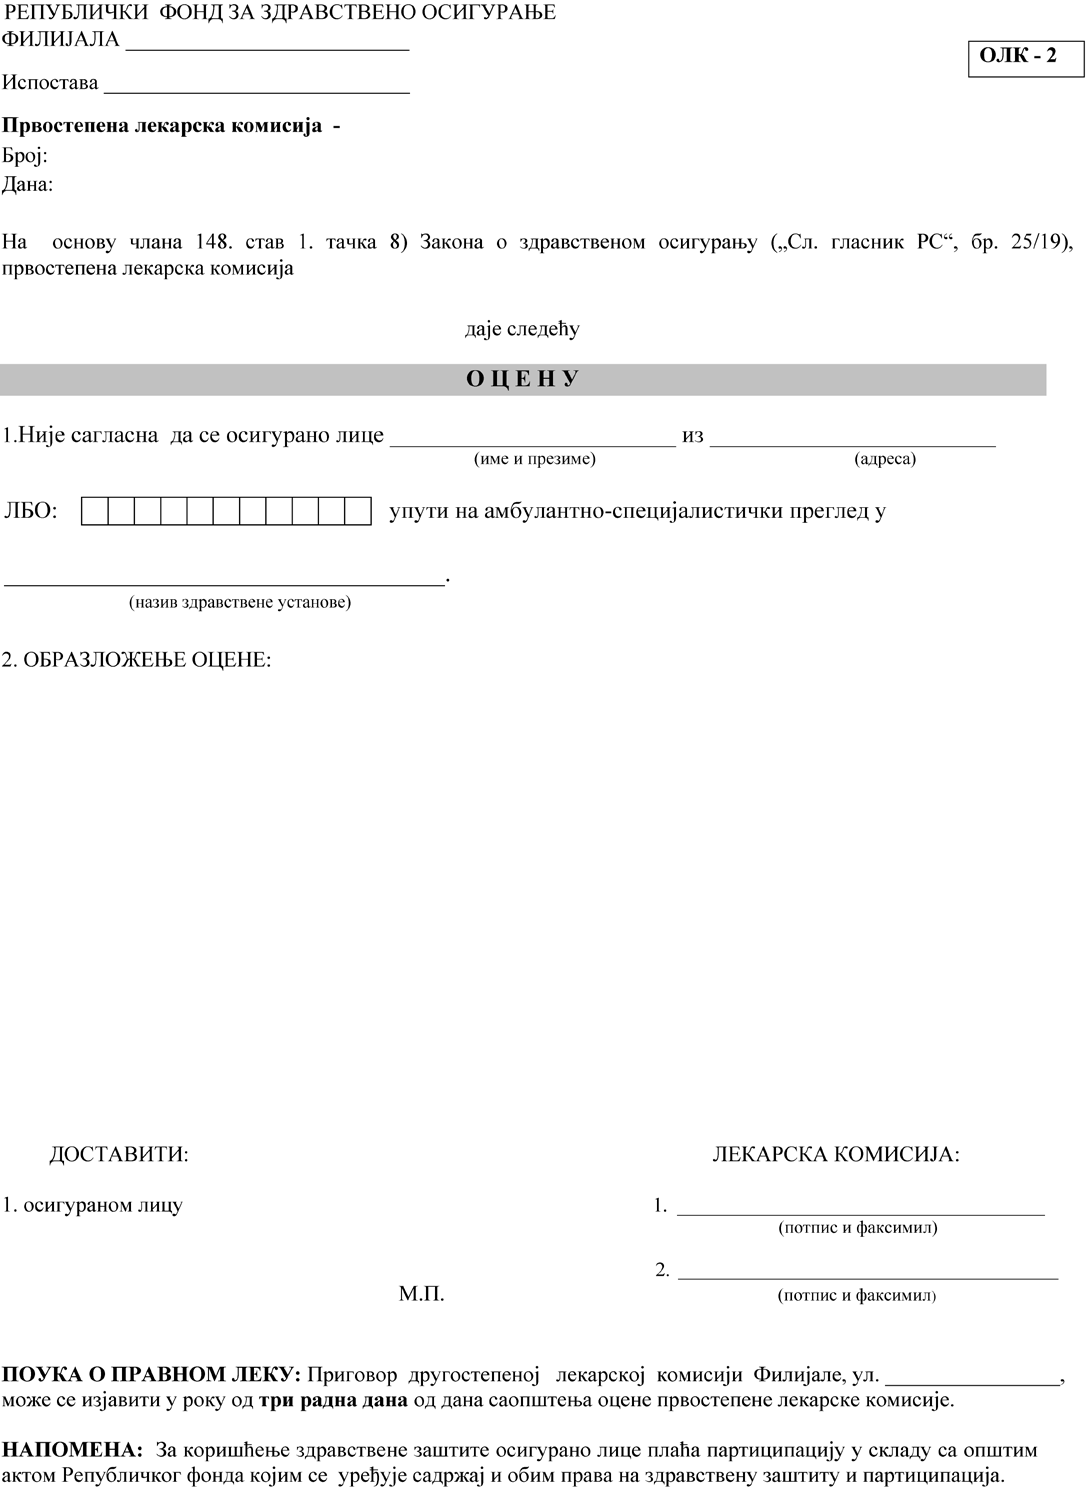 РЕПУБЛИЧКИ ФОНД ЗА ЗДРАВСТВЕНО ОСИГУРАЊЕ
ФИЛИЈАЛА ____________________________
ОЛК - 2
Испостава ______________________________
Првостепена лекарска комисија -
Број:
Дана:
На основу члана 148. став 1. тачка 8) Закона о здравственом осигурању („Сл. гласник РС“, бр. 25/19),
првостепена лекарска комисија
даје следећу
О Ц Е Н У
1.Није сагласна да се осигурано лице __________________________ из __________________________
(име и презиме) (адреса)
ЛБО: упути на амбулантно-специјалистички преглед у
________________________________________.
(назив здравствене установе)
2. ОБРАЗЛОЖЕЊЕ ОЦЕНЕ:
ДОСТАВИТИ: ЛЕКАРСКА КОМИСИЈА:
1. осигураном лицу 1. ___________________________________
(потпис и факсимил)
2. ____________________________________
М.П. (потпис и факсимил)
ПОУКА О ПРАВНОМ ЛЕКУ: Приговор другостепеној лекарској комисији Филијале, ул. _________________,
може се изјавити у року од три радна дана од дана саопштења оцене првостепене лекарске комисије.
НАПОМЕНА: За коришћење здравствене заштите осигурано лице плаћа партиципацију у складу са општим
актом Републичког фонда којим се уређује садржај и обим права на здравствену заштиту и партиципација.